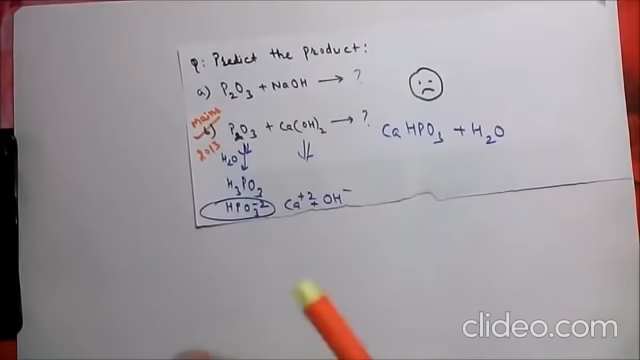 Q: Predict the product:
a) P₂O₃ + NaOH ⟶ ?
Mains
2013
b) P₂O₃ + Ca(OH)₂ ⟶ ?
CaHPO₃ + H₂O
H₂O
H₃PO₃
HPO₃⁻² Ca⁺² + OH⁻
clideo.com